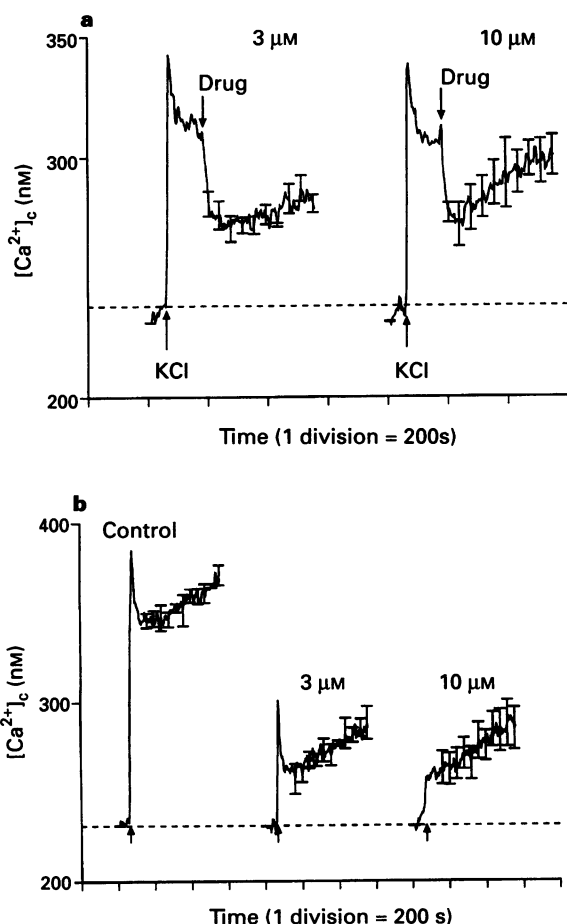 a
350
3 μM
10 μM
Drug
Drug
300
[Ca2+]c (nM)
KCl
KCl
200
Time (1 division = 200s)
b
400
Control
[Ca2+]c (nM)
3 μM
10 μM
300
200
Time (1 division = 200 s)